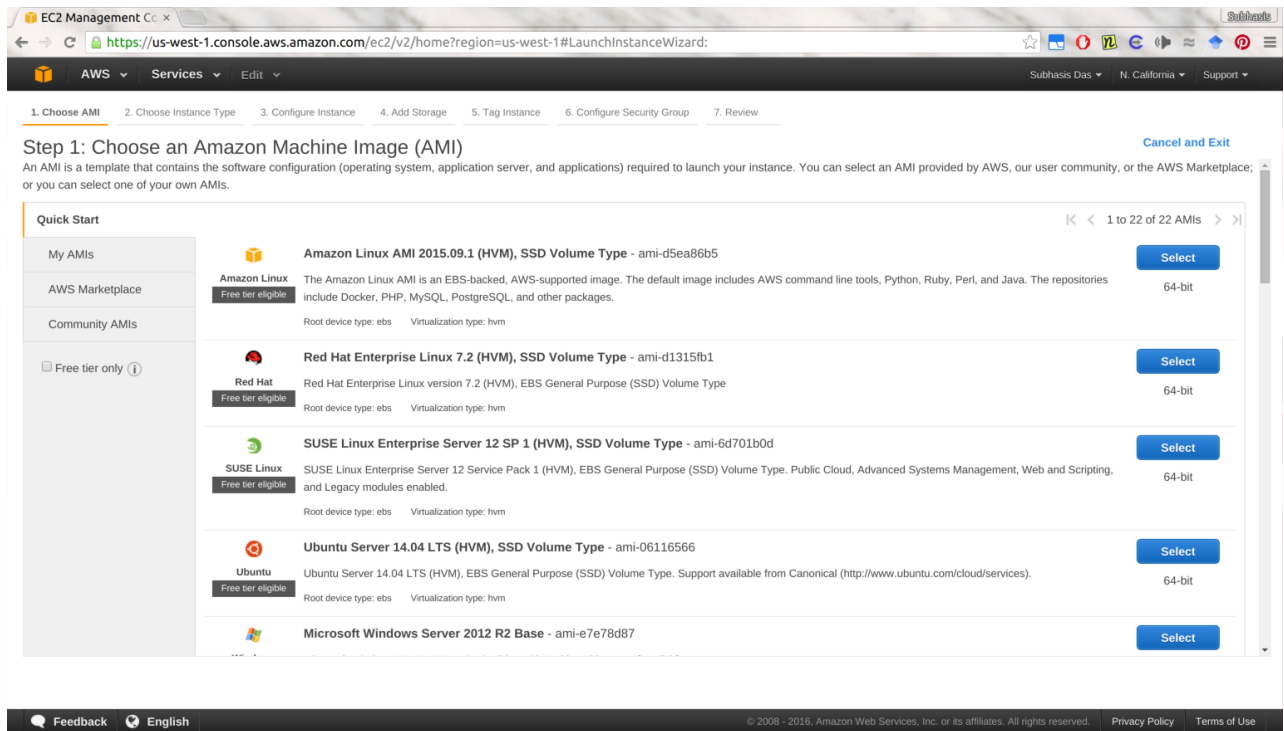 EC2 Management Co ×
Subhasis
https://us-west-1.console.aws.amazon.com/ec2/v2/home?region=us-west-1#LaunchInstanceWizard:
AWS Services Edit Subhasis Das N. California Support
1. Choose AMI 2. Choose Instance Type 3. Configure Instance 4. Add Storage 5. Tag Instance 6. Configure Security Group 7. Review
Step 1: Choose an Amazon Machine Image (AMI)
Cancel and Exit
An AMI is a template that contains the software configuration (operating system, application server, and applications) required to launch your instance. You can select an AMI provided by AWS, our user community, or the AWS Marketplace;
or you can select one of your own AMIs.
Quick Start
1 to 22 of 22 AMIs
My AMIs
AWS Marketplace
Community AMIs
Free tier only
Amazon Linux
Free tier eligible
Amazon Linux AMI 2015.09.1 (HVM), SSD Volume Type - ami-d5ea86b5
The Amazon Linux AMI is an EBS-backed, AWS-supported image. The default image includes AWS command line tools, Python, Ruby, Perl, and Java. The repositories
include Docker, PHP, MySQL, PostgreSQL, and other packages.
Root device type: ebs Virtualization type: hvm
Select
64-bit
Red Hat
Free tier eligible
Red Hat Enterprise Linux 7.2 (HVM), SSD Volume Type - ami-d1315fb1
Red Hat Enterprise Linux version 7.2 (HVM), EBS General Purpose (SSD) Volume Type
Root device type: ebs Virtualization type: hvm
Select
64-bit
SUSE Linux
Free tier eligible
SUSE Linux Enterprise Server 12 SP 1 (HVM), SSD Volume Type - ami-6d701b0d
SUSE Linux Enterprise Server 12 Service Pack 1 (HVM), EBS General Purpose (SSD) Volume Type. Public Cloud, Advanced Systems Management, Web and Scripting,
and Legacy modules enabled.
Root device type: ebs Virtualization type: hvm
Select
64-bit
Ubuntu
Free tier eligible
Ubuntu Server 14.04 LTS (HVM), SSD Volume Type - ami-06116566
Ubuntu Server 14.04 LTS (HVM), EBS General Purpose (SSD) Volume Type. Support available from Canonical (http://www.ubuntu.com/cloud/services).
Root device type: ebs Virtualization type: hvm
Select
64-bit
Microsoft Windows Server 2012 R2 Base - ami-e7e78d87
Select
Feedback English
© 2008 - 2016, Amazon Web Services, Inc. or its affiliates. All rights reserved. Privacy Policy Terms of Use